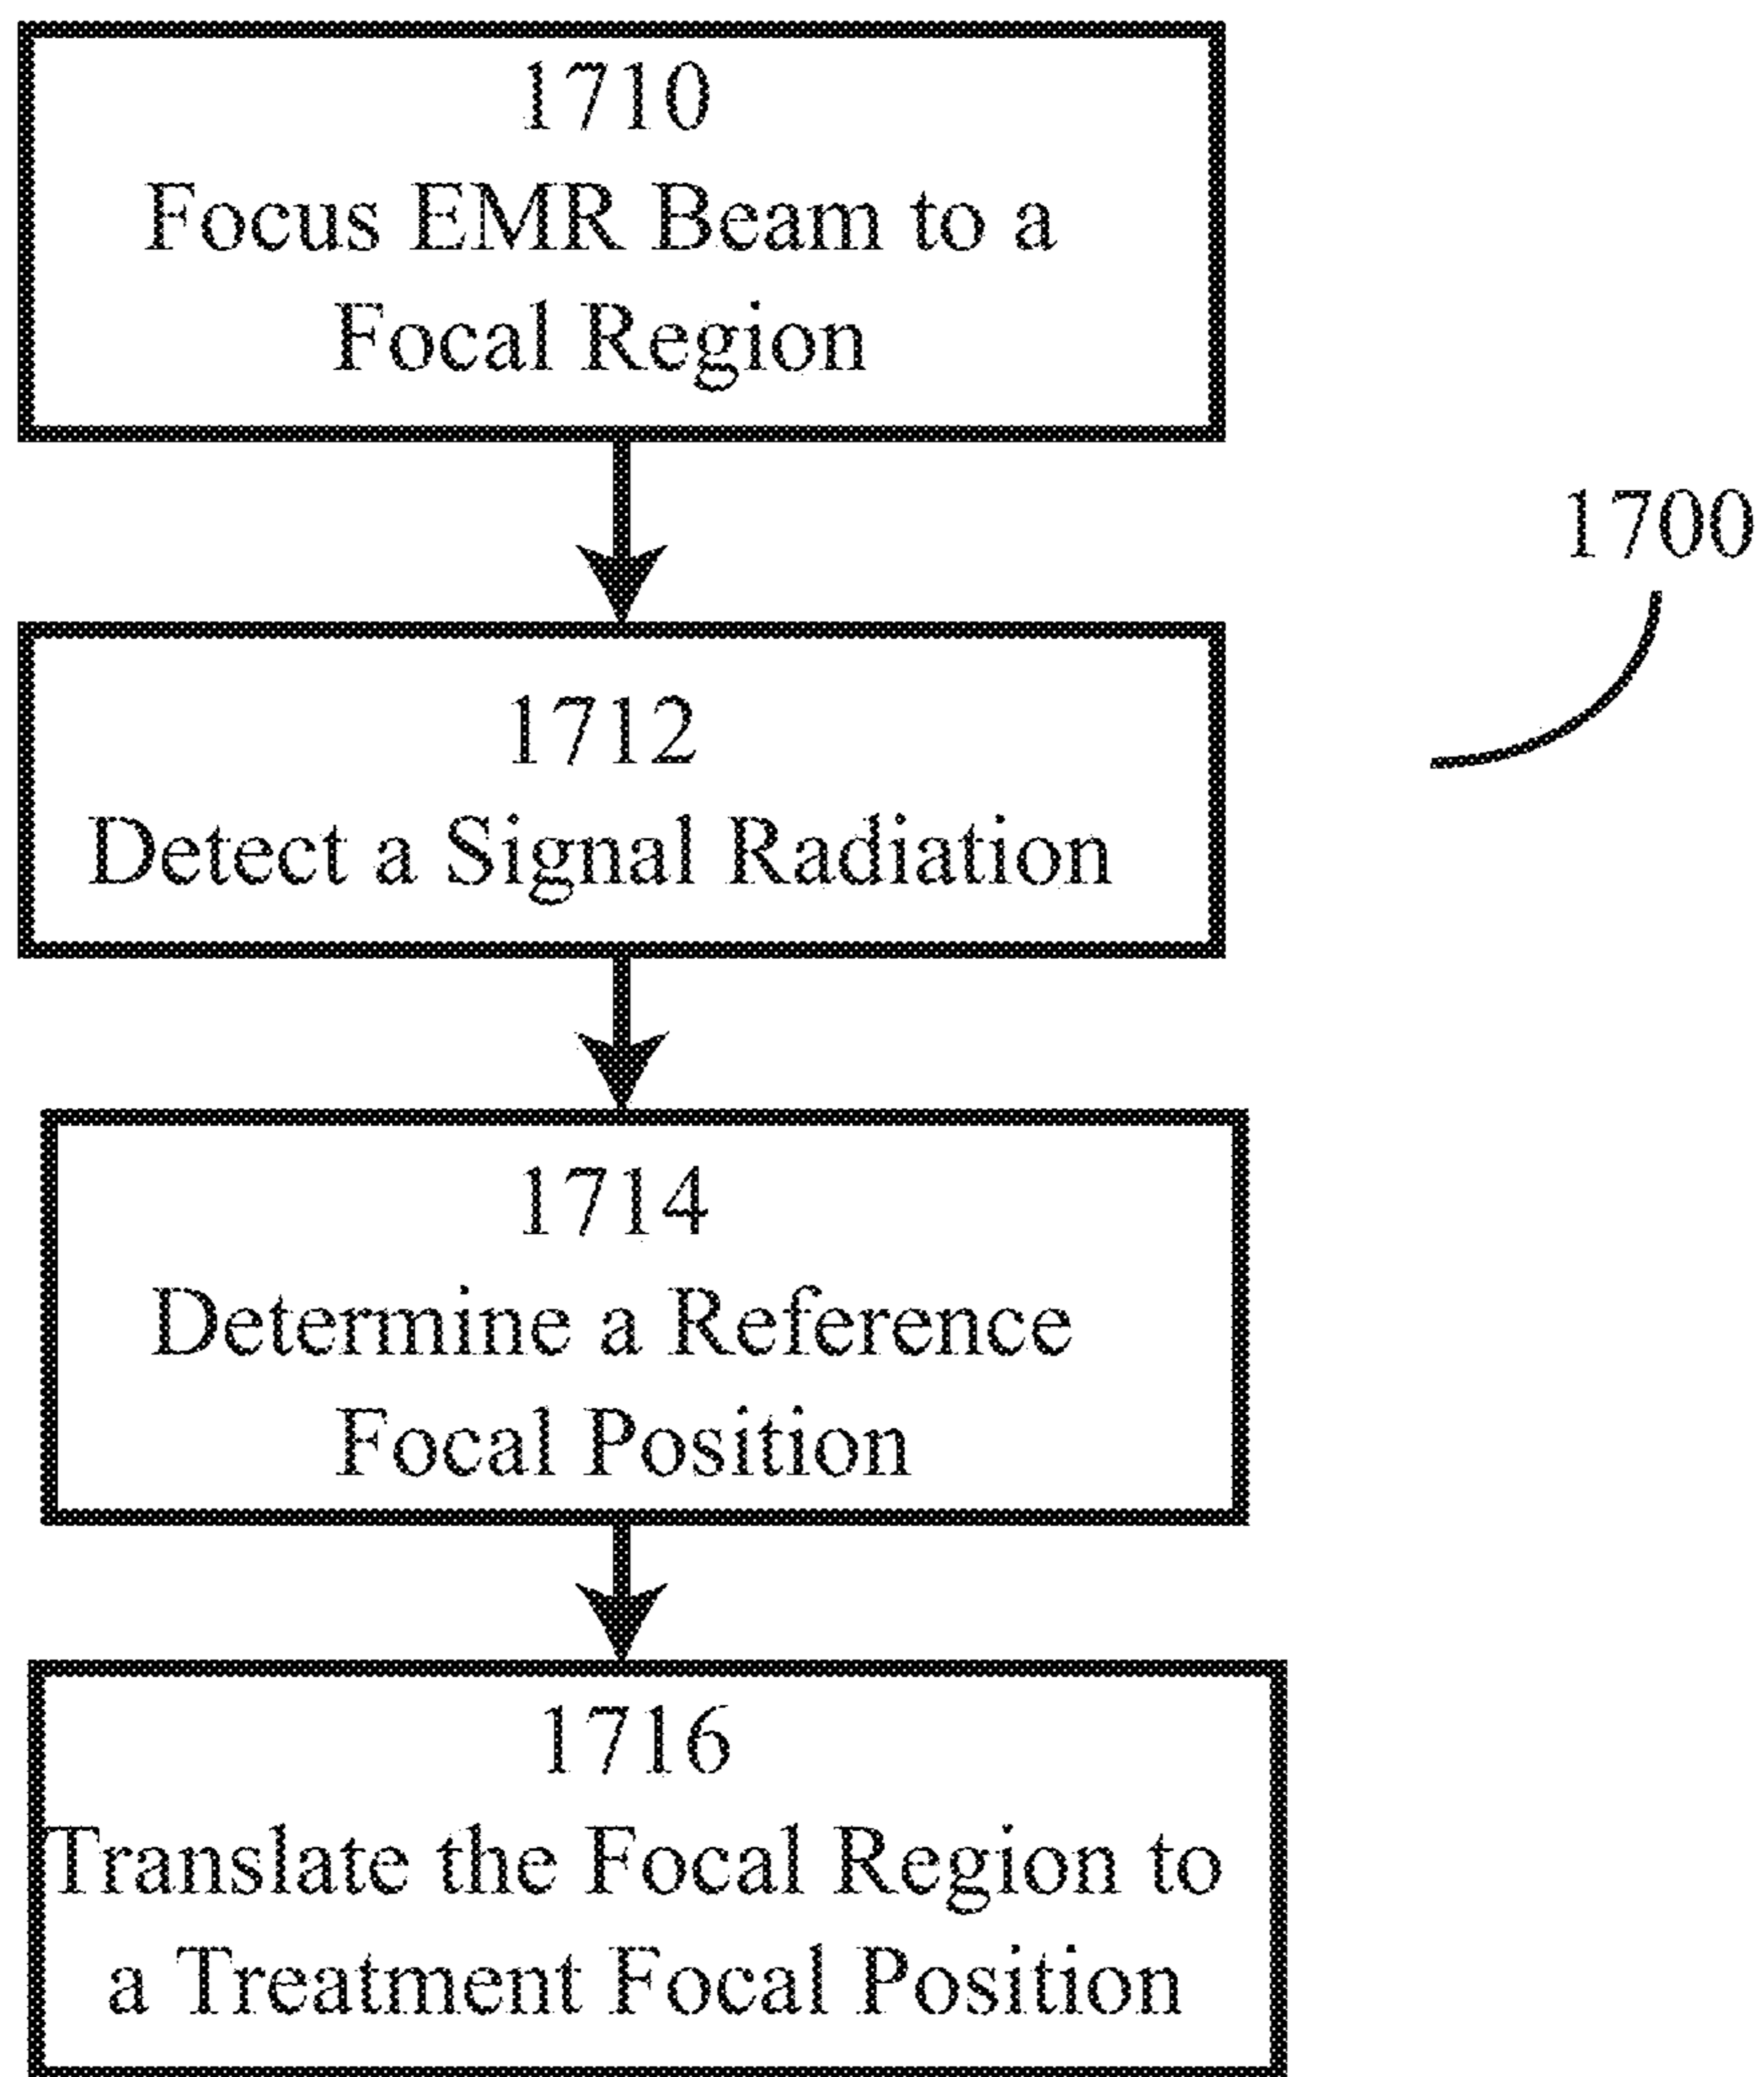 1710
Focus EMR Beam to a
Focal Region
1700
1712
Detect a Signal Radiation
1714
Determine a Reference
Focal Position
1716
Translate the Focal Region to
a Treatment Focal Position